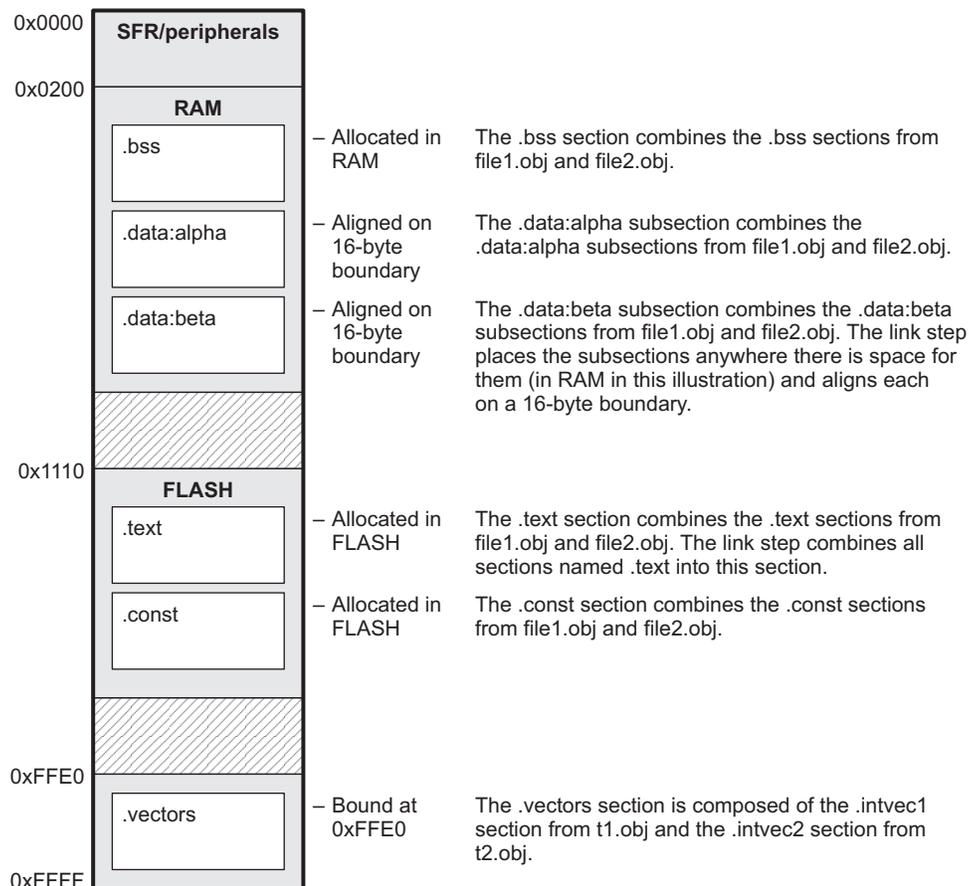 0x0000
SFR/peripherals
0x0200
RAM
.bss
– Allocated in
RAM
The .bss section combines the .bss sections from
file1.obj and file2.obj.
.data:alpha
– Aligned on
16-byte
boundary
The .data:alpha subsection combines the
.data:alpha subsections from file1.obj and file2.obj.
.data:beta
– Aligned on
16-byte
boundary
The .data:beta subsection combines the .data:beta
subsections from file1.obj and file2.obj. The link step
places the subsections anywhere there is space for
them (in RAM in this illustration) and aligns each
on a 16-byte boundary.
0x1110
FLASH
.text
– Allocated in
FLASH
The .text section combines the .text sections from
file1.obj and file2.obj. The link step combines all
sections named .text into this section.
.const
– Allocated in
FLASH
The .const section combines the .const sections
from file1.obj and file2.obj.
0xFFE0
.vectors
– Bound at
0xFFE0
The .vectors section is composed of the .intvec1
section from t1.obj and the .intvec2 section from
t2.obj.
0xFFFF